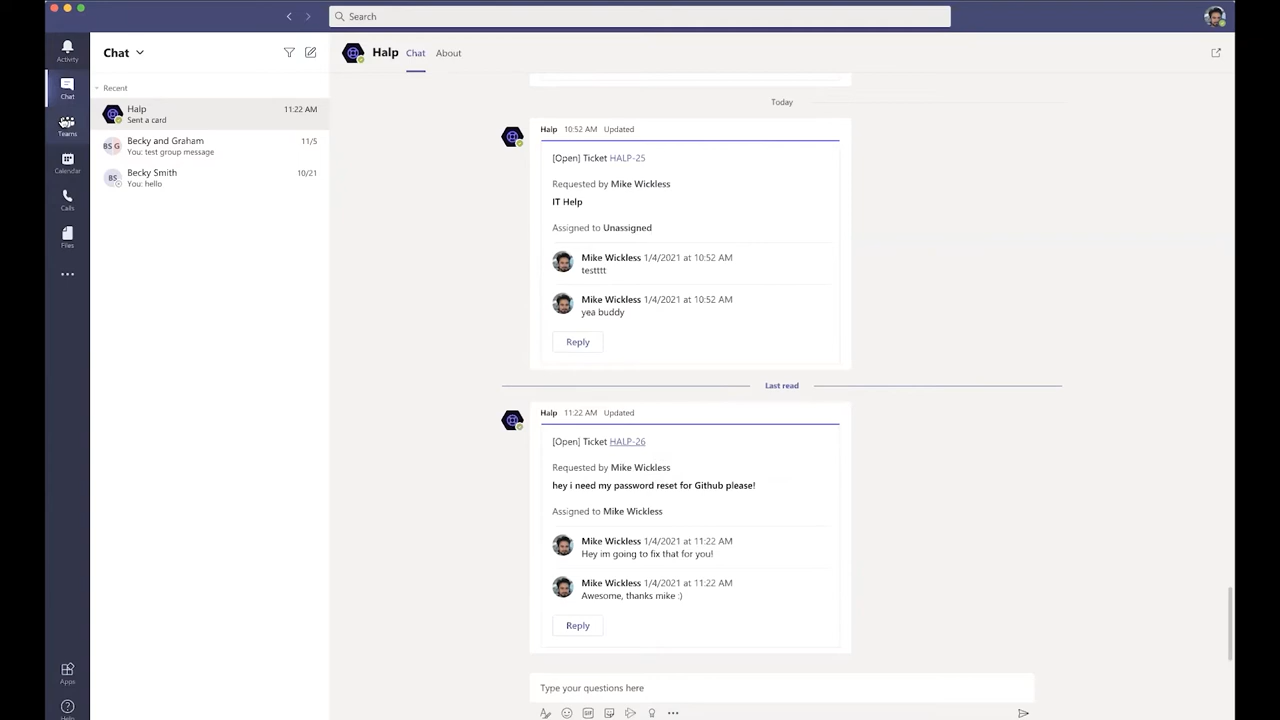 Search
Activity
Chat
Teams
Calendar
Calls
Files
Apps
Help
Chat
Recent
Halp 11:22 AM
Sent a card
BS G
Becky and Graham 11/5
You: test group message
BS
Becky Smith 10/21
You: hello
Halp Chat About
Today
Halp 10:52 AM Updated
[Open] Ticket HALP-25
Requested by Mike Wickless
IT Help
Assigned to Unassigned
Mike Wickless 1/4/2021 at 10:52 AM
testttt
Mike Wickless 1/4/2021 at 10:52 AM
yea buddy
Reply
Last read
Halp 11:22 AM Updated
[Open] Ticket HALP-26
Requested by Mike Wickless
hey i need my password reset for Github please!
Assigned to Mike Wickless
Mike Wickless 1/4/2021 at 11:22 AM
Hey im going to fix that for you!
Mike Wickless 1/4/2021 at 11:22 AM
Awesome, thanks mike :)
Reply
Type your questions here
GIF